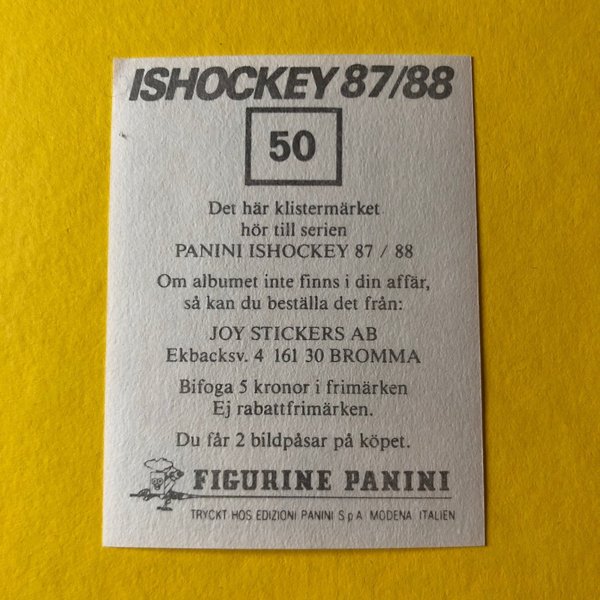 ISHOCKEY 87/88
50
Det här klistermärket
hör till serien
PANINI ISHOCKEY 87 / 88
Om albumet inte finns i din affär,
så kan du beställa det från:
JOY STICKERS AB
Ekbacksv. 4 161 30 BROMMA
Bifoga 5 kronor i frimärken
Ej rabattfrimärken.
Du får 2 bildpåsar på köpet.
FIGURINE PANINI
TRYCKT HOS EDIZIONI PANINI S.p.A. MODENA ITALIEN